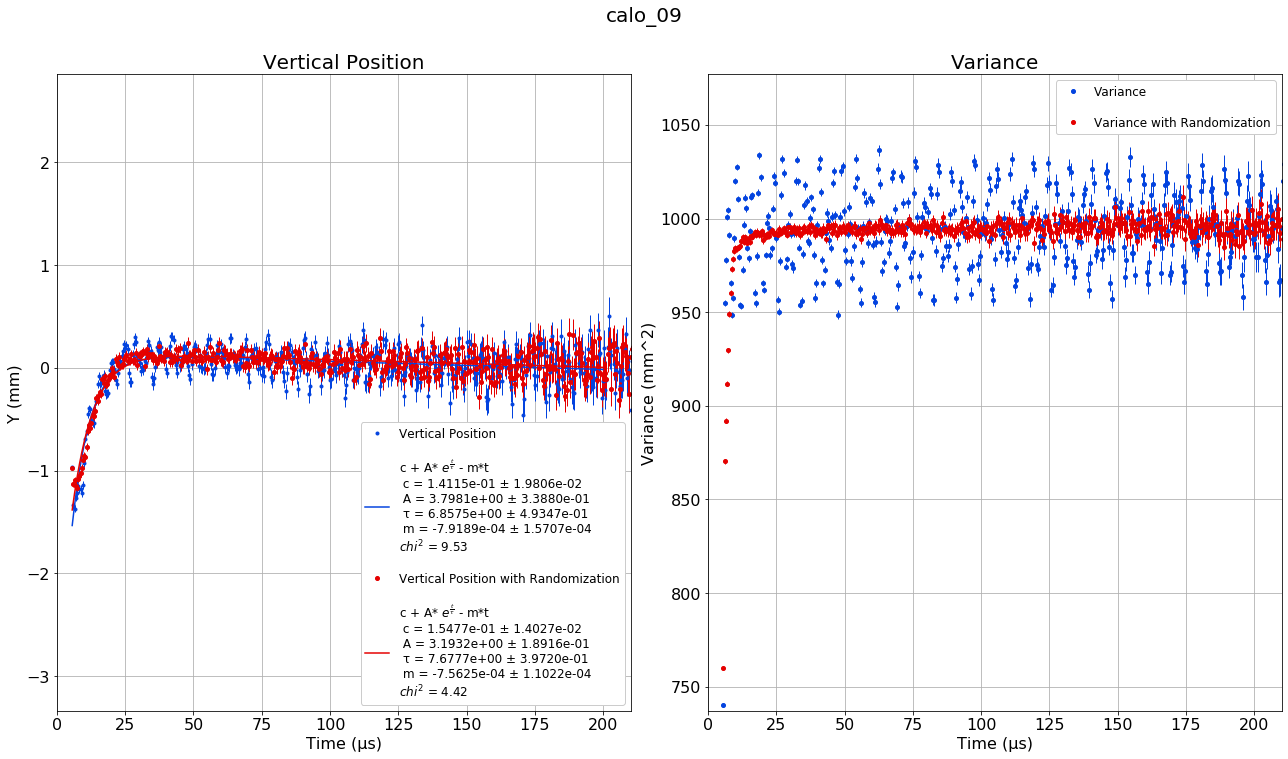 calo_09
Vertical Position
2
1
0
−1
−2
−3
Y (mm)
0
25
50
75
100
125
150
175
200
Time (μs)
Vertical Position
c + A* e^{t/τ} - m*t
c = 1.4115e-01 ± 1.9806e-02
A = 3.7981e+00 ± 3.3880e-01
τ = 6.8575e+00 ± 4.9347e-01
m = -7.9189e-04 ± 1.5707e-04
chi² = 9.53
Vertical Position with Randomization
c + A* e^{t/τ} - m*t
c = 1.5477e-01 ± 1.4027e-02
A = 3.1932e+00 ± 1.8916e-01
τ = 7.6777e+00 ± 3.9720e-01
m = -7.5625e-04 ± 1.1022e-04
chi² = 4.42
Variance
1050
1000
950
900
850
800
750
Variance (mm^2)
0
25
50
75
100
125
150
175
200
Time (μs)
Variance
Variance with Randomization